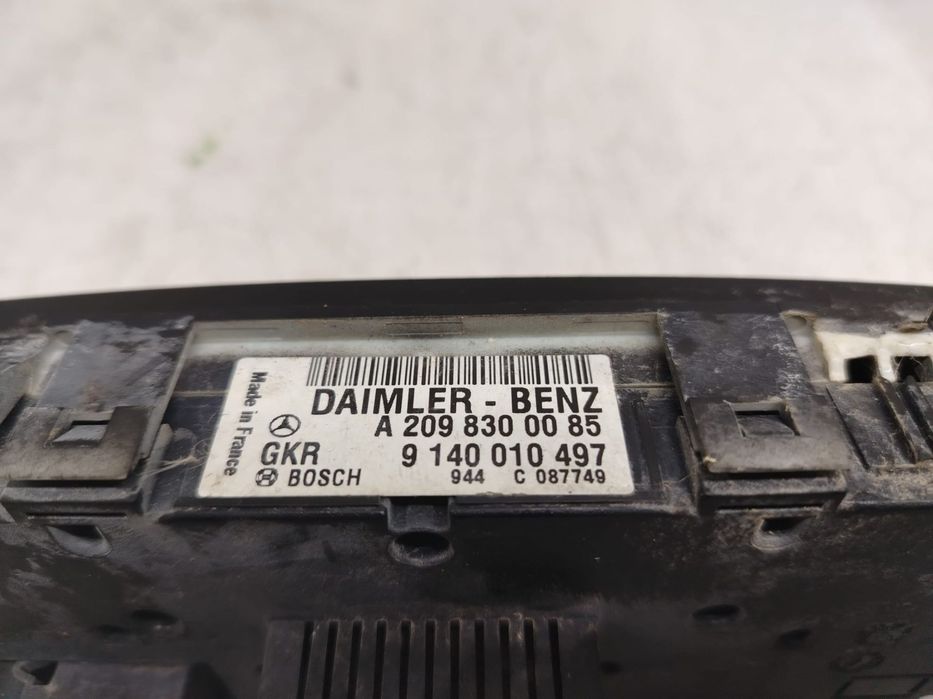 DAIMLER - BENZ
A 209 830 00 85
GKR 9 140 010 497
BOSCH 944 C 087749
Made in France